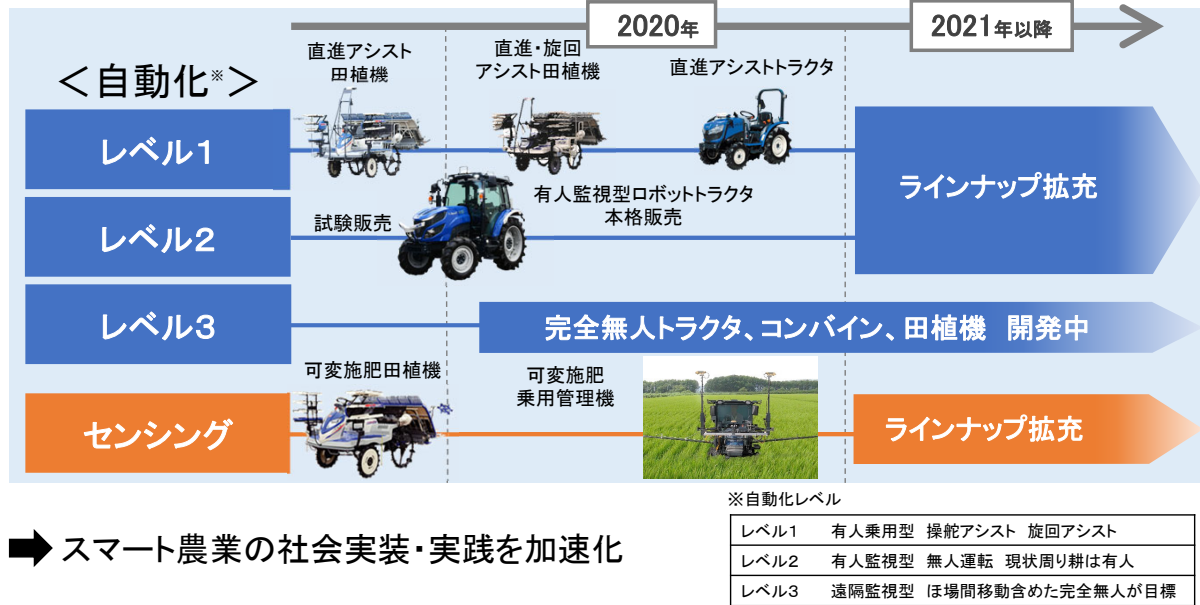 2020年
2021年以降
＜自動化※＞
直進アシスト
田植機
直進・旋回
アシスト田植機
直進アシストトラクタ
レベル1
ラインナップ拡充
レベル2
試験販売
有人監視型ロボットトラクタ
本格販売
レベル3
完全無人トラクタ、コンバイン、田植機　開発中
可変施肥田植機
可変施肥
乗用管理機
センシング
ラインナップ拡充
※自動化レベル
レベル1　有人乗用型　操舵アシスト　旋回アシスト
レベル2　有人監視型　無人運転　現状周り耕は有人
レベル3　遠隔監視型　ほ場間移動含めた完全無人が目標
➡スマート農業の社会実装・実践を加速化